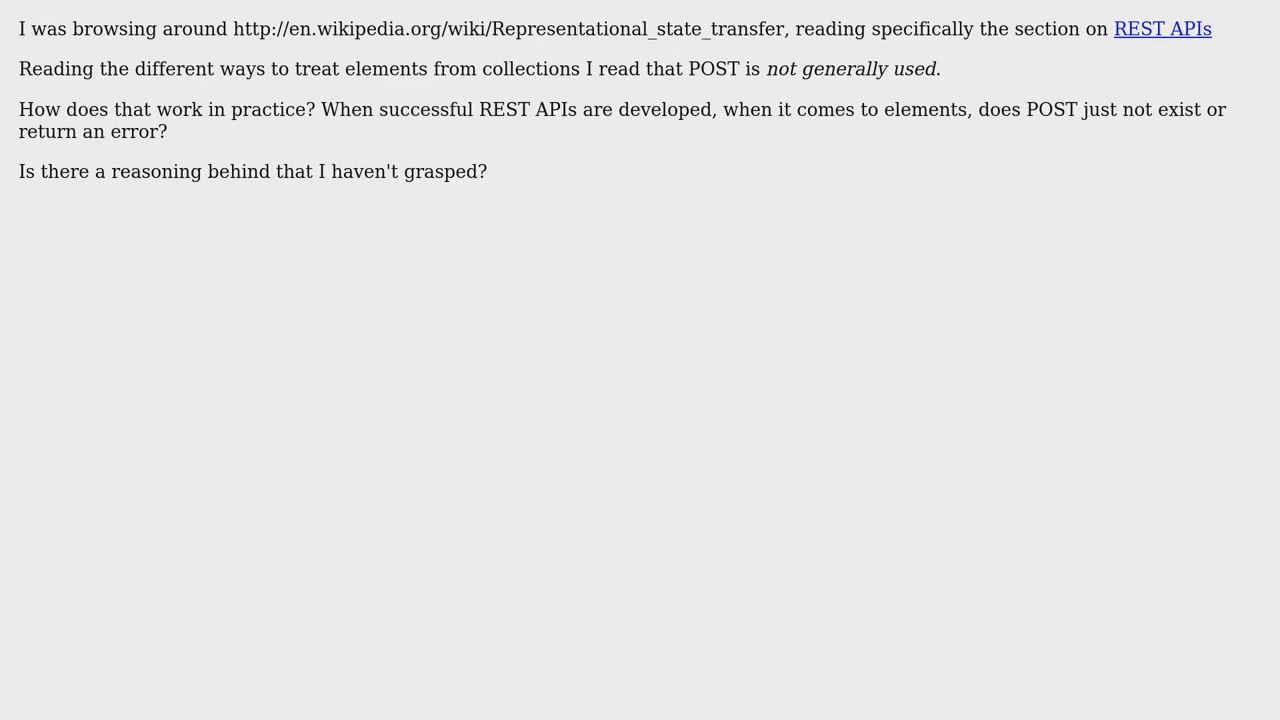 I was browsing around http://en.wikipedia.org/wiki/Representational_state_transfer, reading specifically the section on REST APIs
Reading the different ways to treat elements from collections I read that POST is not generally used.
How does that work in practice? When successful REST APIs are developed, when it comes to elements, does POST just not exist or
return an error?
Is there a reasoning behind that I haven't grasped?